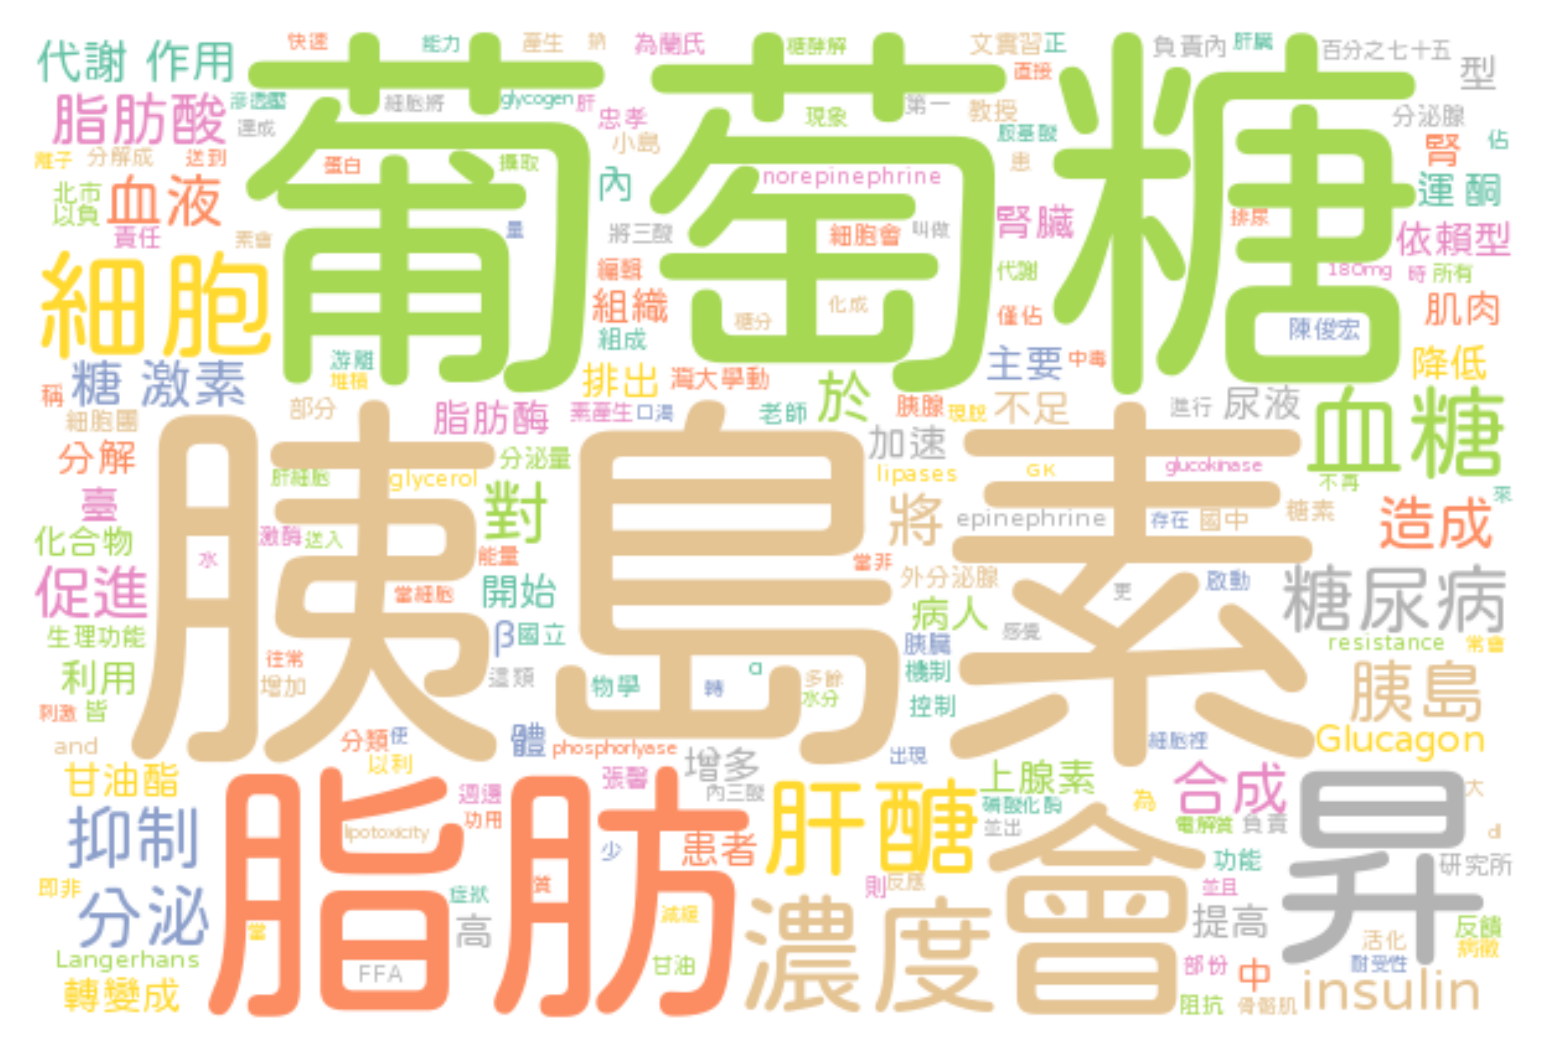 代謝 作用 快速 能力 產生 鈉 為蘭氏 糖酵解 文實習 正 負責內 肝臟 百分之七十五 型
葡萄糖
脂肪酸 滲透壓 細胞將 glycogen 肝 忠孝 現象 第一 教授 直接 分泌腺
達成 小島 胺基酸 腎 佔
離子 分解成 送到 蛋白 攝取 內 norepinephrine 患 運 酮
北市 以負 血液 量 將三酸 細胞會 叫做 腎臟 排尿 依賴型
責任 素會 編輯 代謝 180mg 時 所有
細胞 組織 糖分 化成 僅佔 陳俊宏 肌肉
組成 游離 主要 中毒 降低
稱 糖 激素 堆積 排出 海大學動 於 胰腺 現脫 不足 進行 尿液 血糖
細胞團 部分 脂肪酶 素產生 口渴 老師 加速
胰島素
分解 肝細胞 glycerol 分泌量 lipases GK glucokinase 不再 來
臺 對 將 epinephrine 存在 國中 糖素 造成
化合物 激酶 送入 能量 當非
促進 水 當細胞 開始 外分泌腺 更 啟動 糖尿病
病人 感覺
生理功能 β 國立 胰臟 resistance 常會
利用 往常 增加 這類 物學 轉 α 多餘 水分 機制 胰島
刺激 皆 控制
and 分類 便 體 phosphorlyase 增多 出現 細胞裡 Glucagon
甘油酯 以利 張馨 內三酸 上腺素 合成 大
脂肪 肝醣 會 昇
抑制 lipotoxicity 週邊 功用 磷酸化酶 並出 為 電解質 負責 dl
少 患者 功能 研究所
即非 症狀 質 則 反應 並且
分泌 當 高 減緩 濃度 提高 反饋
Langerhans FFA 甘油 部份 中 活化 耐受性 病徵
轉變成 阻抗 骨骼肌 insulin